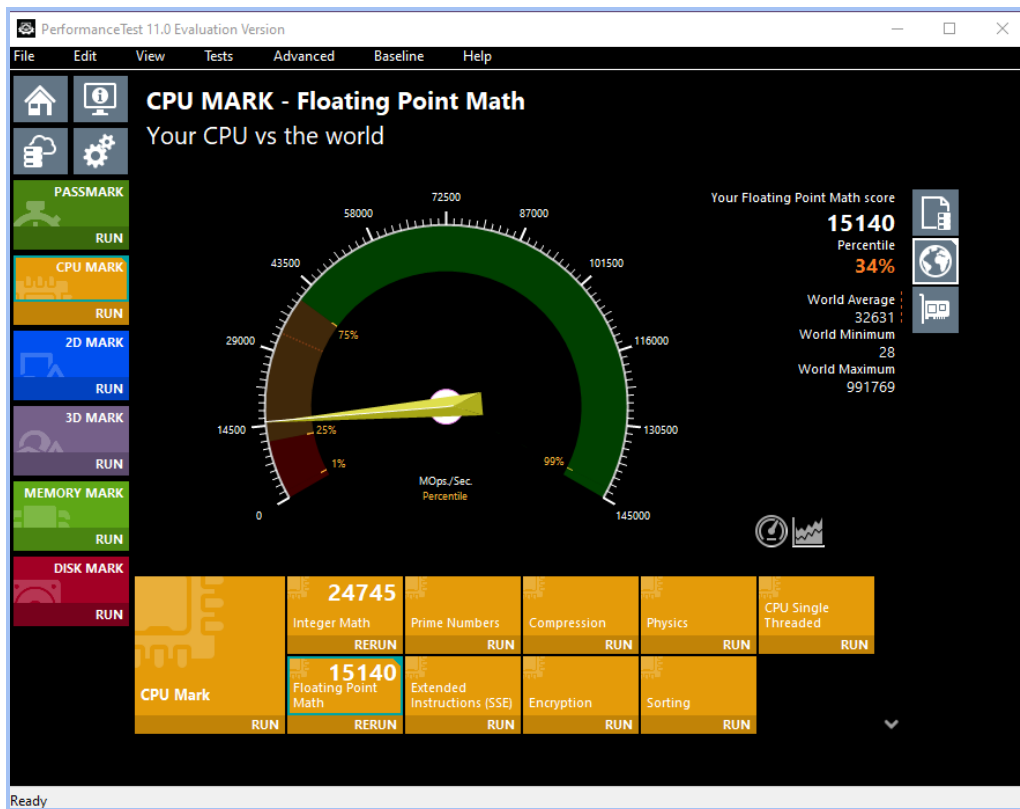 PerformanceTest 11.0 Evaluation Version
File Edit View Tests Advanced Baseline Help
CPU MARK - Floating Point Math
Your CPU vs the world
PASSMARK
RUN
CPU MARK
RUN
2D MARK
RUN
3D MARK
RUN
MEMORY MARK
RUN
DISK MARK
RUN
0
14500
29000
43500
58000
72500
87000
101500
116000
130500
145000
1%
25%
75%
99%
MOps./Sec.
Percentile
Your Floating Point Math score
15140
Percentile
34%
World Average
32631
World Minimum
28
World Maximum
991769
CPU Mark
RUN
24745
Integer Math
RERUN
Prime Numbers
RUN
Compression
RUN
Physics
RUN
CPU Single
Threaded
RUN
15140
Floating Point
Math
RERUN
Extended
Instructions (SSE)
RUN
Encryption
RUN
Sorting
RUN
Ready